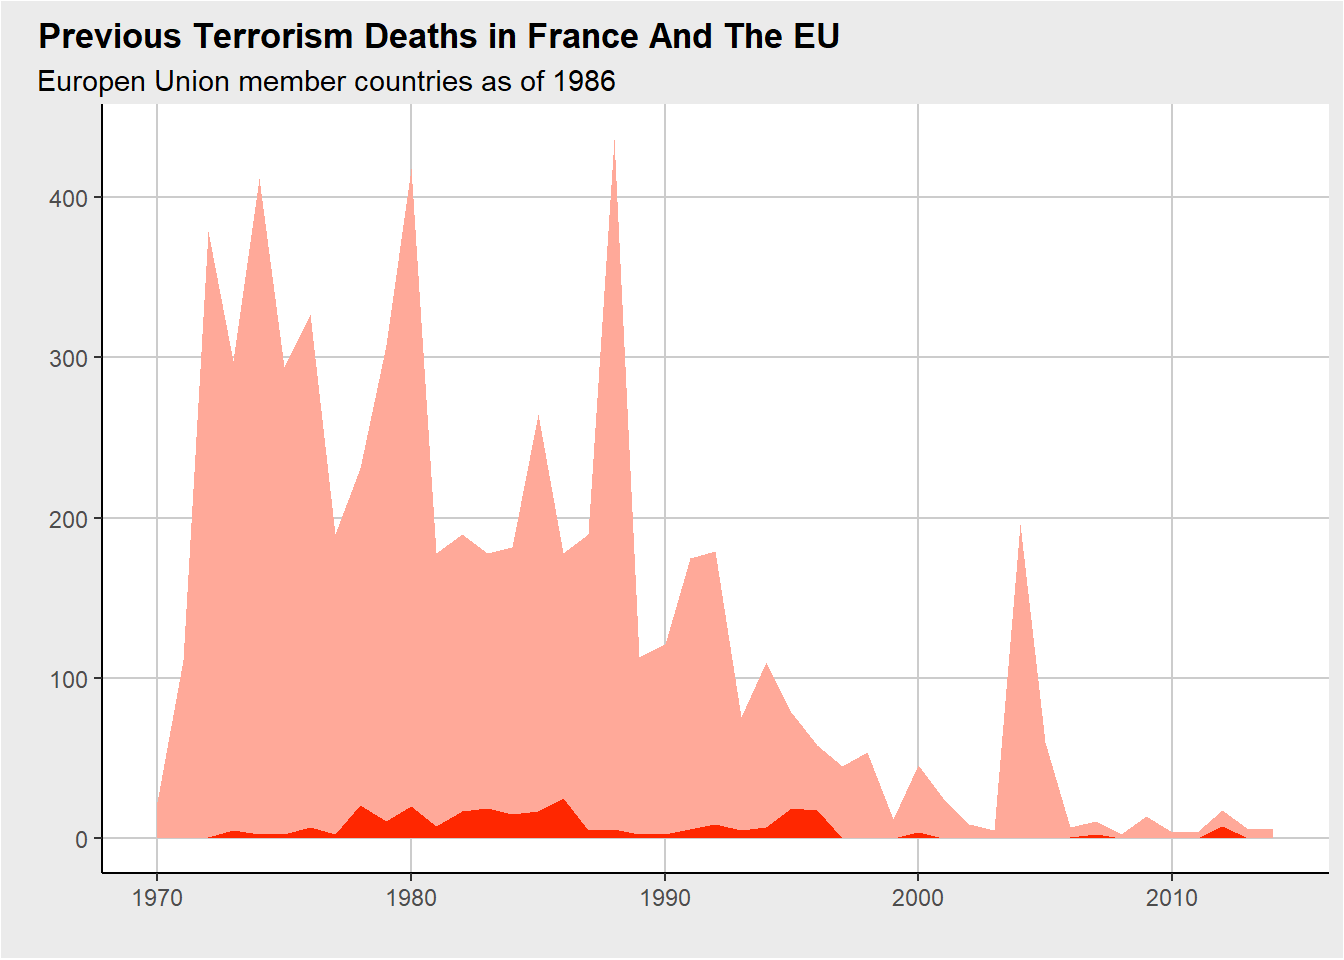 Previous Terrorism Deaths in France And The EU
Europen Union member countries as of 1986
400
300
200
100
0
1970 1980 1990 2000 2010